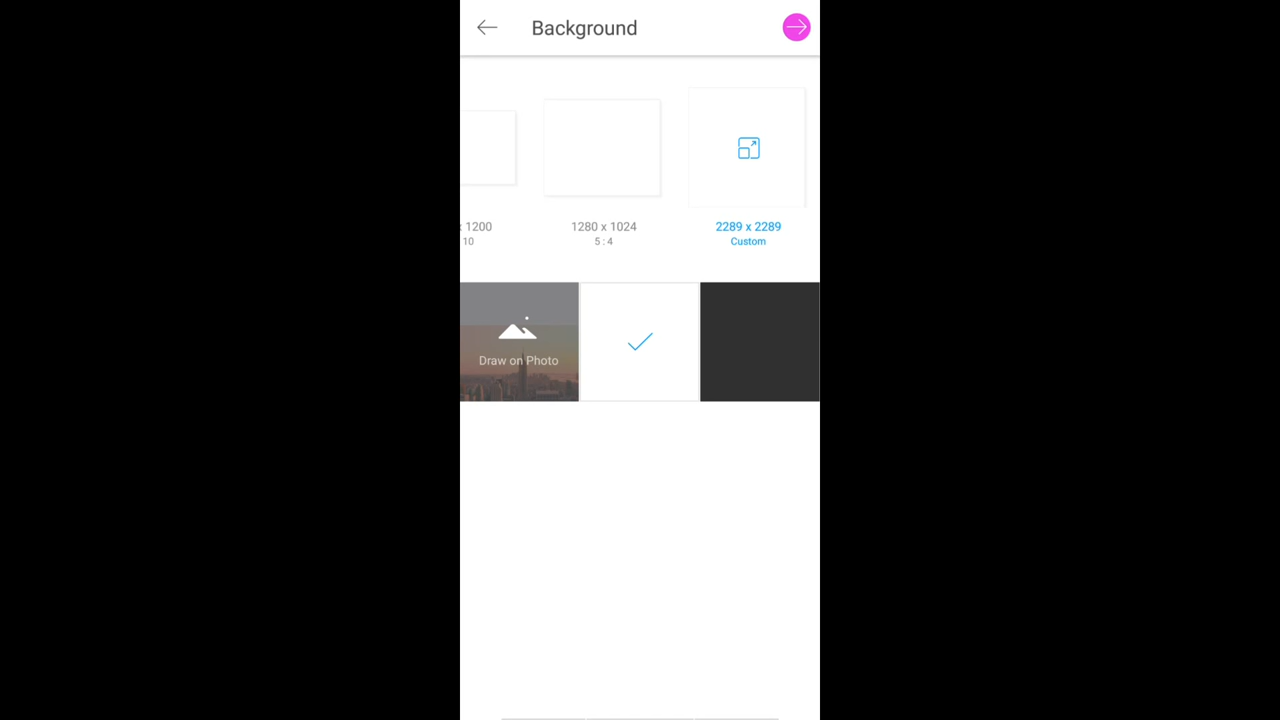 Background
1200
10
1280 x 1024
5 : 4
2289 x 2289
Custom
Draw on Photo